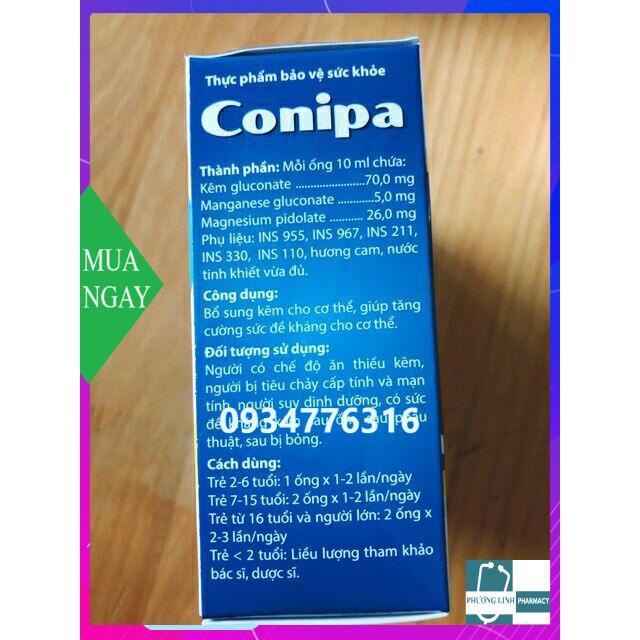 Thực phẩm bảo vệ sức khỏe
Conipa
Thành phần: Mỗi ống 10 ml chứa:
Kẽm gluconate .......................70,0 mg
Manganese gluconate ............5,0 mg
Magnesium pidolate ........... 26,0 mg
Phụ liệu: INS 955, INS 967, INS 211,
INS 330, INS 110, hương cam, nước
tinh khiết vừa đủ.
Công dụng:
Bổ sung kẽm cho cơ thể, giúp tăng
cường sức đề kháng cho cơ thể.
Đối tượng sử dụng:
Người có chế độ ăn thiếu kẽm,
người bị tiêu chảy cấp tính và mạn
tính, người suy dinh dưỡng, có sức
đề kháng kém
thuật, sau bị bỏng.
0934776316
Cách dùng:
Trẻ 2-6 tuổi: 1 ống x 1-2 lần/ngày
Trẻ 7-15 tuổi: 2 ống x 1-2 lần/ngày
Trẻ từ 16 tuổi và người lớn: 2 ống x
2-3 lần/ngày
Trẻ < 2 tuổi: Liều lượng tham khảo
bác sĩ, dược sĩ.
MUA
NGAY
PHƯƠNG LINH PHARMACY